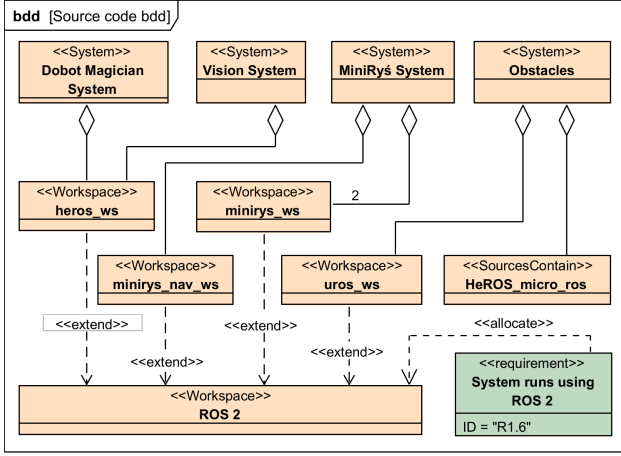 bdd [Source code bdd]
<<System>>
Dobot Magician
System
<<System>>
Vision System
<<System>>
MiniRyś System
<<System>>
Obstacles
<<Workspace>>
heros_ws
<<Workspace>>
minirys_ws
2
<<Workspace>>
minirys_nav_ws
<<Workspace>>
uros_ws
<<SourcesContain>>
HeROS_micro_ros
<<extend>>
<<extend>>
<<extend>>
<<extend>>
<<allocate>>
<<Workspace>>
ROS 2
<<requirement>>
System runs using
ROS 2
ID = "R1.6"